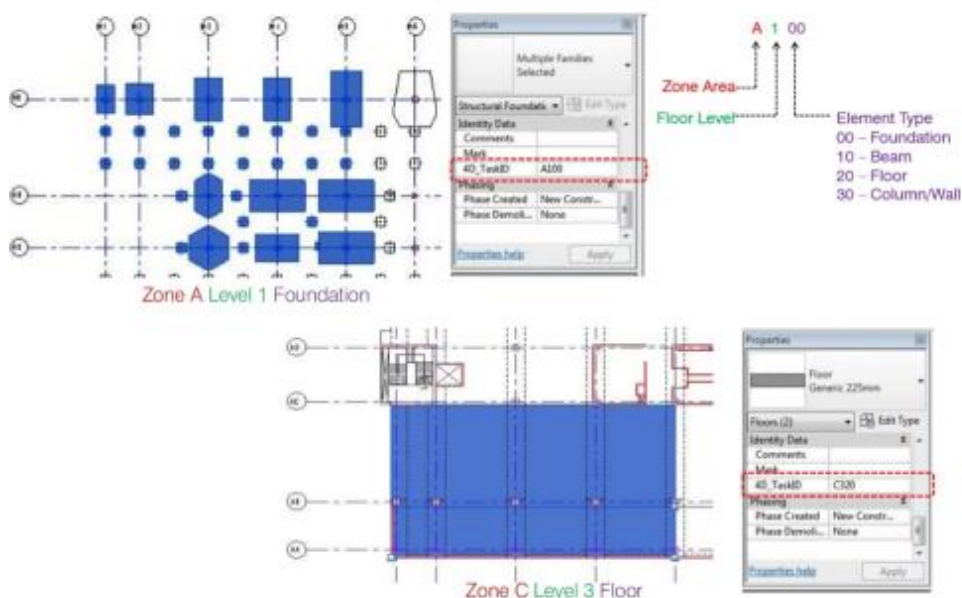 Properties
Multiple Families
Selected
Structural Foundati
Edit Type
Identity Data
Comments
Mark
4D_TaskID A100
Phasing
Phase Created New Constr...
Phase Demoli... None
Properties help
Apply
A 1 00
Zone Area
Floor Level
Element Type
00 – Foundation
10 – Beam
20 – Floor
30 – Column/Wall
Zone A Level 1 Foundation
Properties
Floor
Generic 225mm
Floors (2)
Edit Type
Identity Data
Comments
Mark
4D_TaskID C320
Phasing
Phase Created New Constr...
Phase Demoli... None
Properties help
Apply
Zone C Level 3 Floor